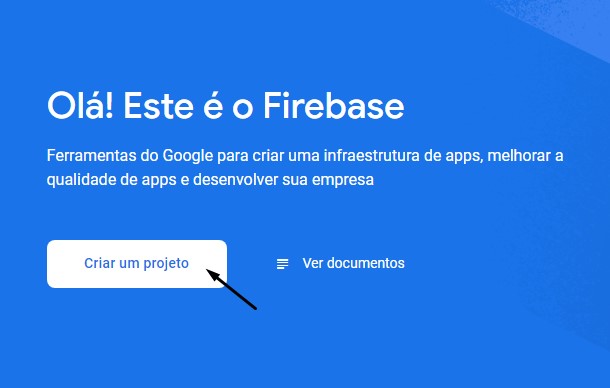 Olá! Este é o Firebase
Ferramentas do Google para criar uma infraestrutura de apps, melhorar a
qualidade de apps e desenvolver sua empresa
Criar um projeto
Ver documentos